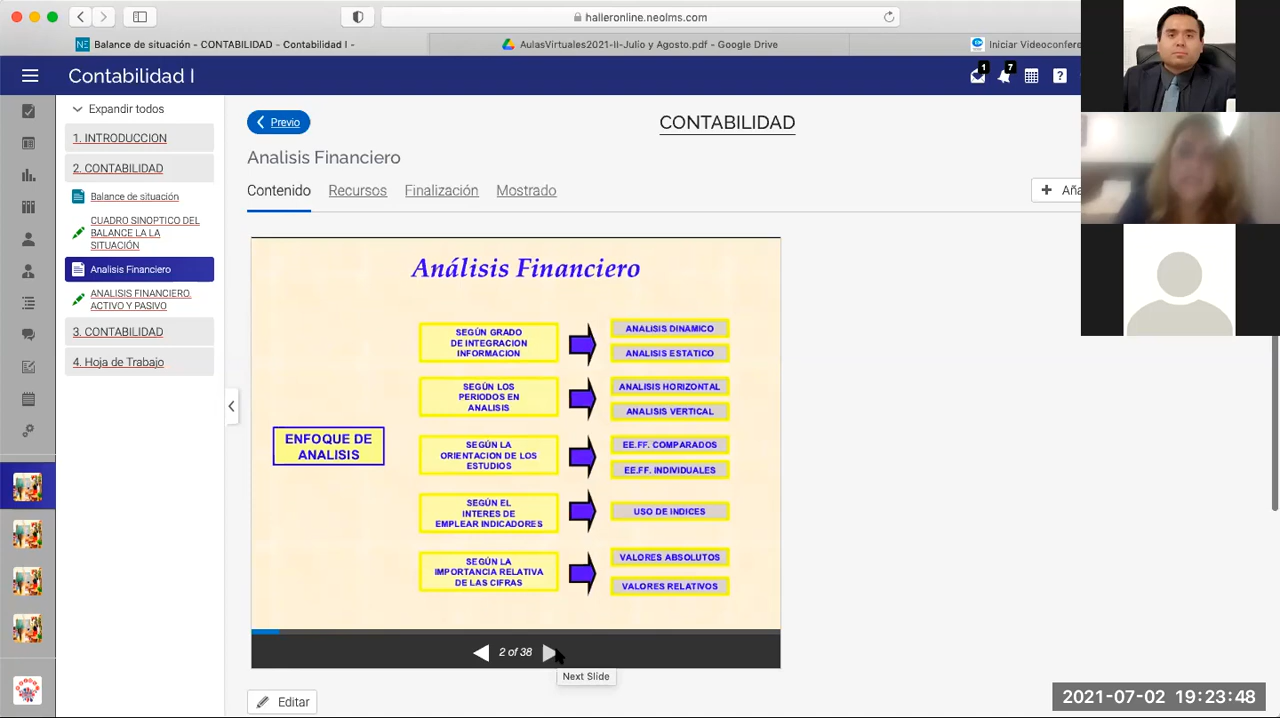 halleronline.neolms.com
NE Balance de situación - CONTABILIDAD - Contabilidad I -
AulasVirtuales2021-II-Julio y Agosto.pdf - Google Drive
Iniciar Videoconfe
Contabilidad I
1
7
?
Expandir todos
1. INTRODUCCION
2. CONTABILIDAD
Balance de situación
CUADRO SINOPTICO DEL
BALANCE LA LA
SITUACIÓN
Analisis Financiero
ANALISIS FINANCIERO.
ACTIVO Y PASIVO
3. CONTABILIDAD
4. Hoja de Trabajo
Previo
CONTABILIDAD
Analisis Financiero
Contenido
Recursos
Finalización
Mostrado
+ Aña
Análisis Financiero
ENFOQUE DE
ANALISIS
SEGÚN GRADO
DE INTEGRACION
INFORMACION
ANALISIS DINAMICO
ANALISIS ESTATICO
SEGÚN LOS
PERIODOS EN
ANALISIS
ANALISIS HORIZONTAL
ANALISIS VERTICAL
SEGÚN LA
ORIENTACION DE LOS
ESTUDIOS
EE.FF. COMPARADOS
EE.FF. INDIVIDUALES
SEGÚN EL
INTERES DE
EMPLEAR INDICADORES
USO DE INDICES
SEGÚN LA
IMPORTANCIA RELATIVA
DE LAS CIFRAS
VALORES ABSOLUTOS
VALORES RELATIVOS
2 of 38
Next Slide
Editar
2021-07-02 19:23:48